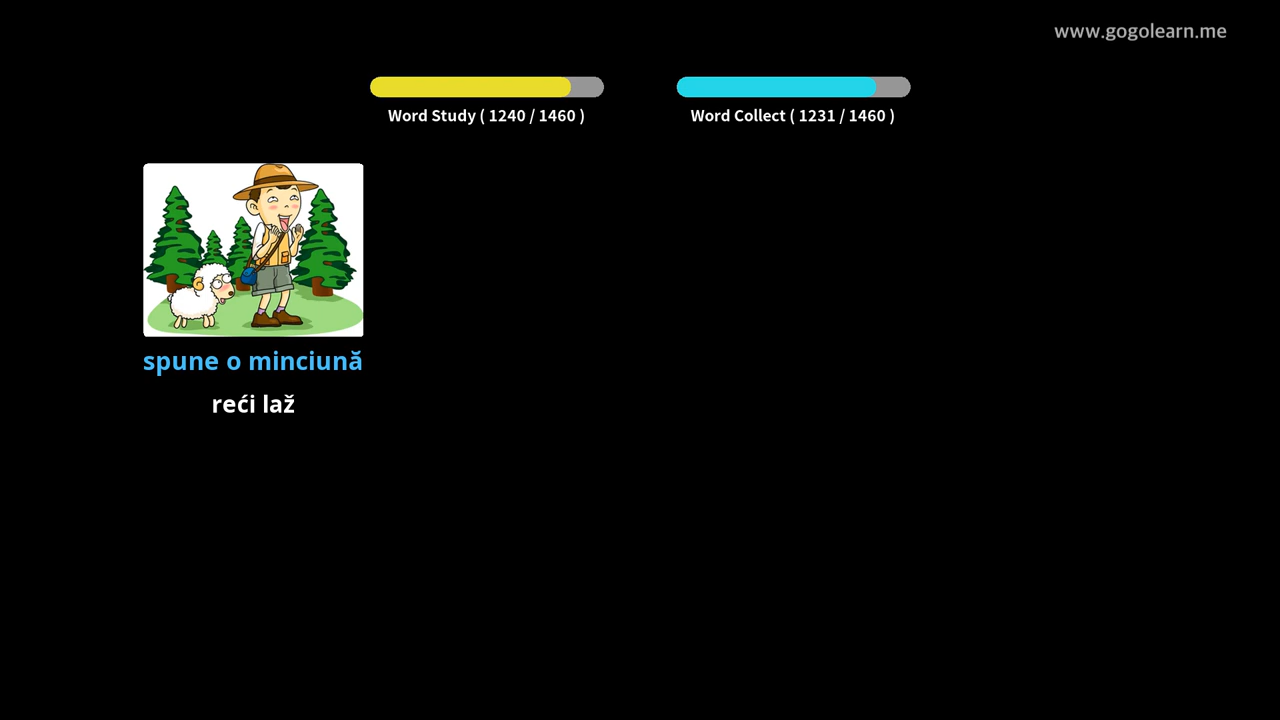 www.gogolearn.me
Word Study ( 1240 / 1460 )
Word Collect ( 1231 / 1460 )
spune o minciună
reći laž